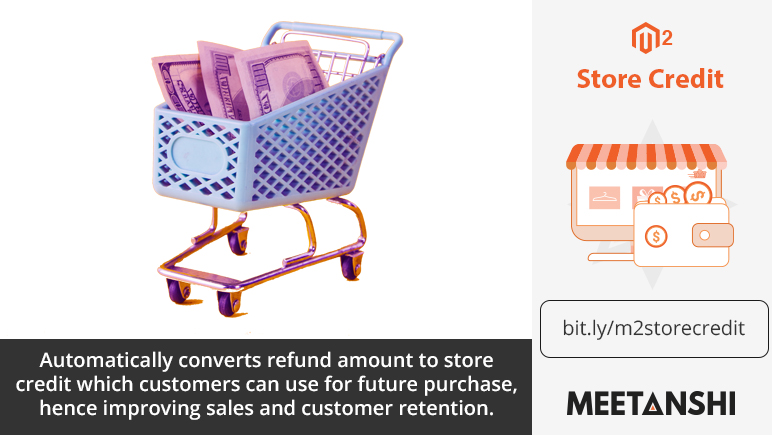 2
Store Credit
bit.ly/m2storecredit
MEETANSHI
Automatically converts refund amount to store
credit which customers can use for future purchase,
hence improving sales and customer retention.